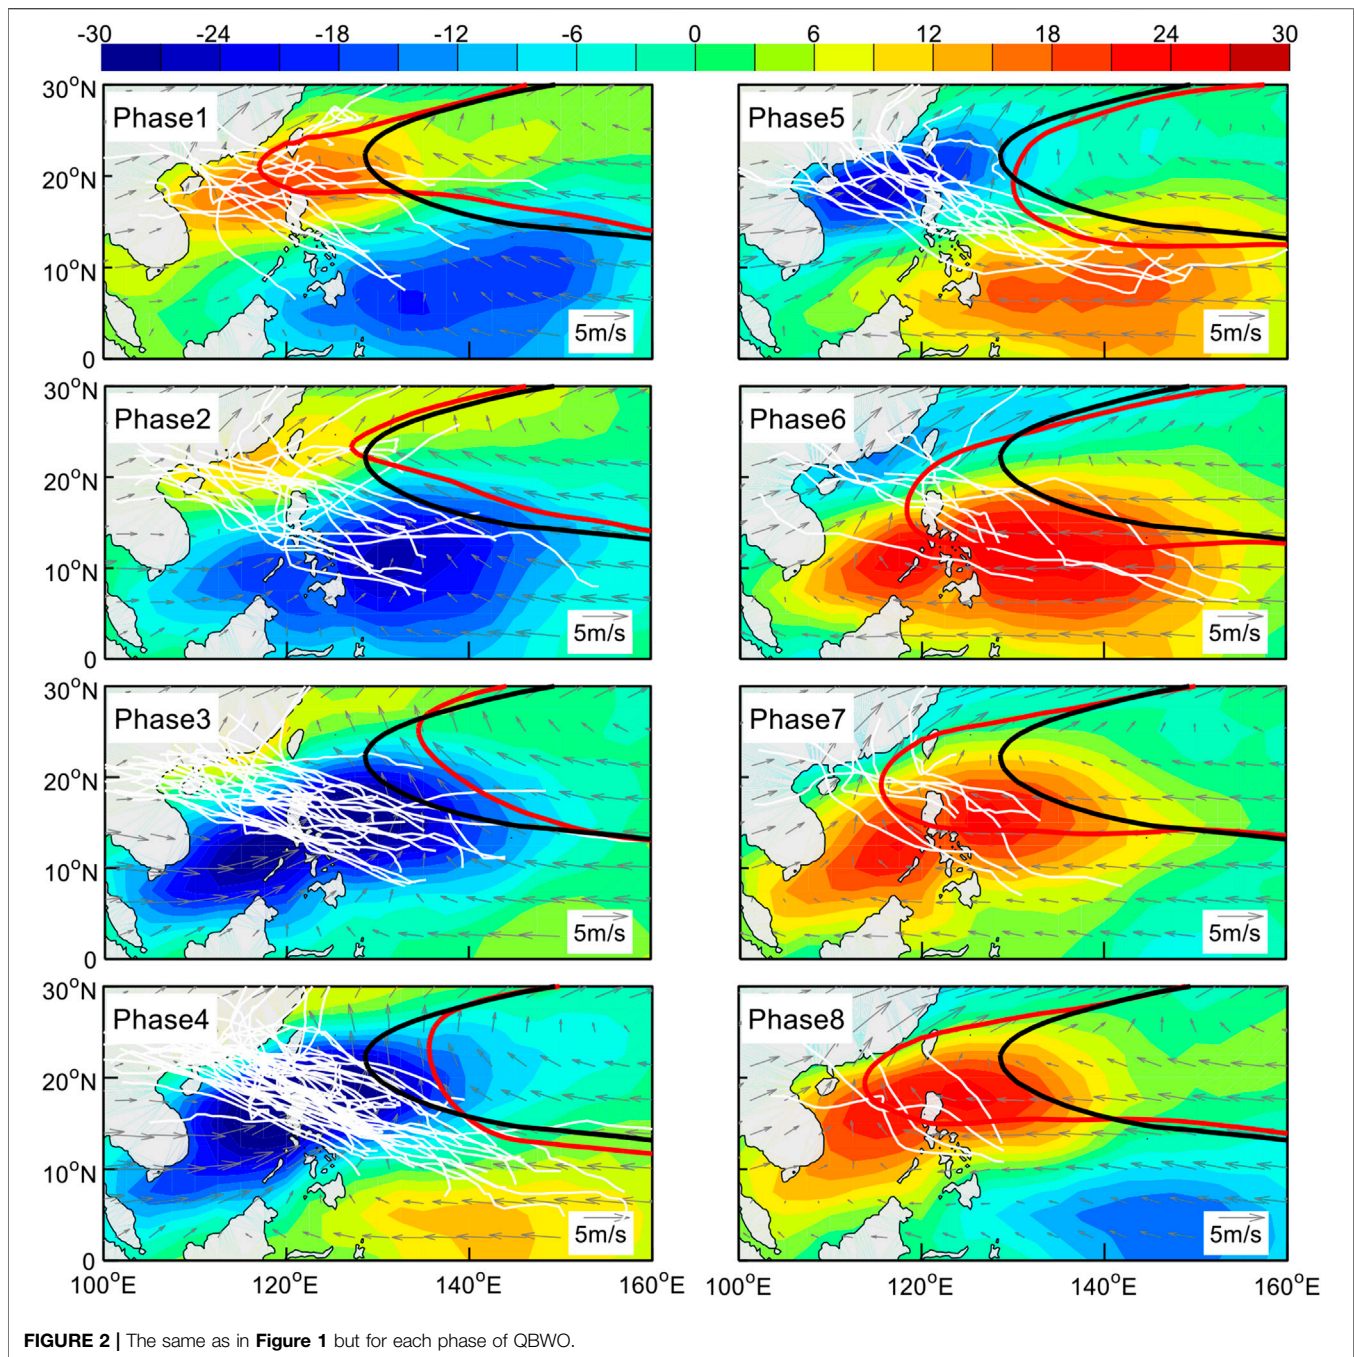 -30 -24 -18 -12 -6 0 6 12 18 24 30
30°N
Phase1
20°N
10°N
0
5m/s
Phase5
5m/s
30°N
Phase2
20°N
10°N
0
5m/s
Phase6
5m/s
30°N
Phase3
20°N
10°N
0
5m/s
Phase7
5m/s
30°N
Phase4
20°N
10°N
0
5m/s
100°E 120°E 140°E 160°E
Phase8
5m/s
100°E 120°E 140°E 160°E
FIGURE 2 | The same as in Figure 1 but for each phase of QBWO.